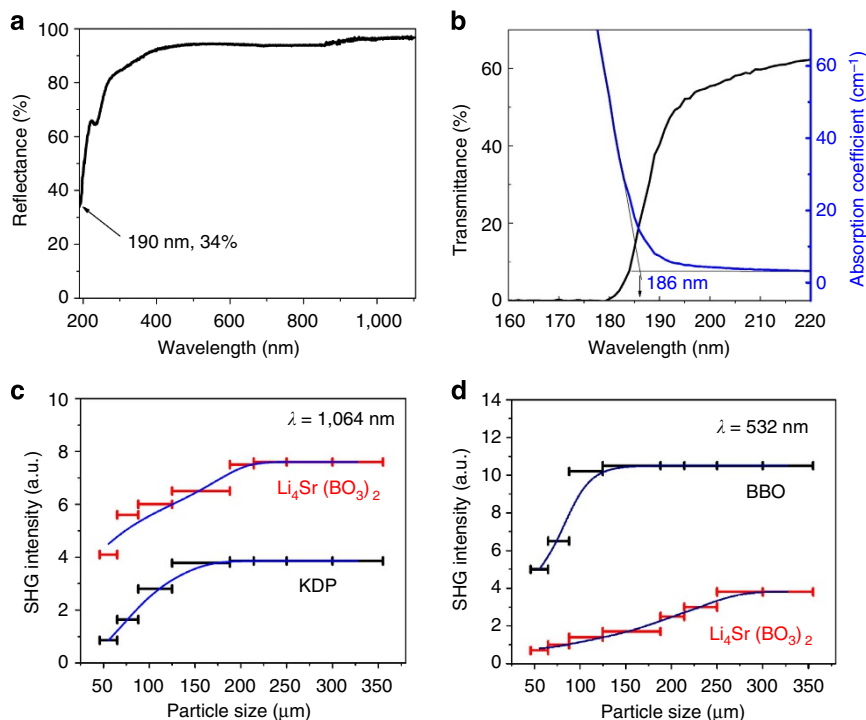 a
100
80
60
40
20
0
Reflectance (%)
190 nm, 34%
200 400 600 800 1,000
Wavelength (nm)
b
60
40
20
0
Transmittance (%)
60
40
20
0
Absorption coefficient (cm⁻¹)
186 nm
160 170 180 190 200 210 220
Wavelength (nm)
c
10
8
6
4
2
0
SHG intensity (a.u.)
λ = 1,064 nm
Li₄Sr (BO₃)₂
KDP
50 100 150 200 250 300 350
Particle size (μm)
d
14
12
10
8
6
4
2
0
SHG intensity (a.u.)
λ = 532 nm
BBO
Li₄Sr (BO₃)₂
50 100 150 200 250 300 350
Particle size (μm)